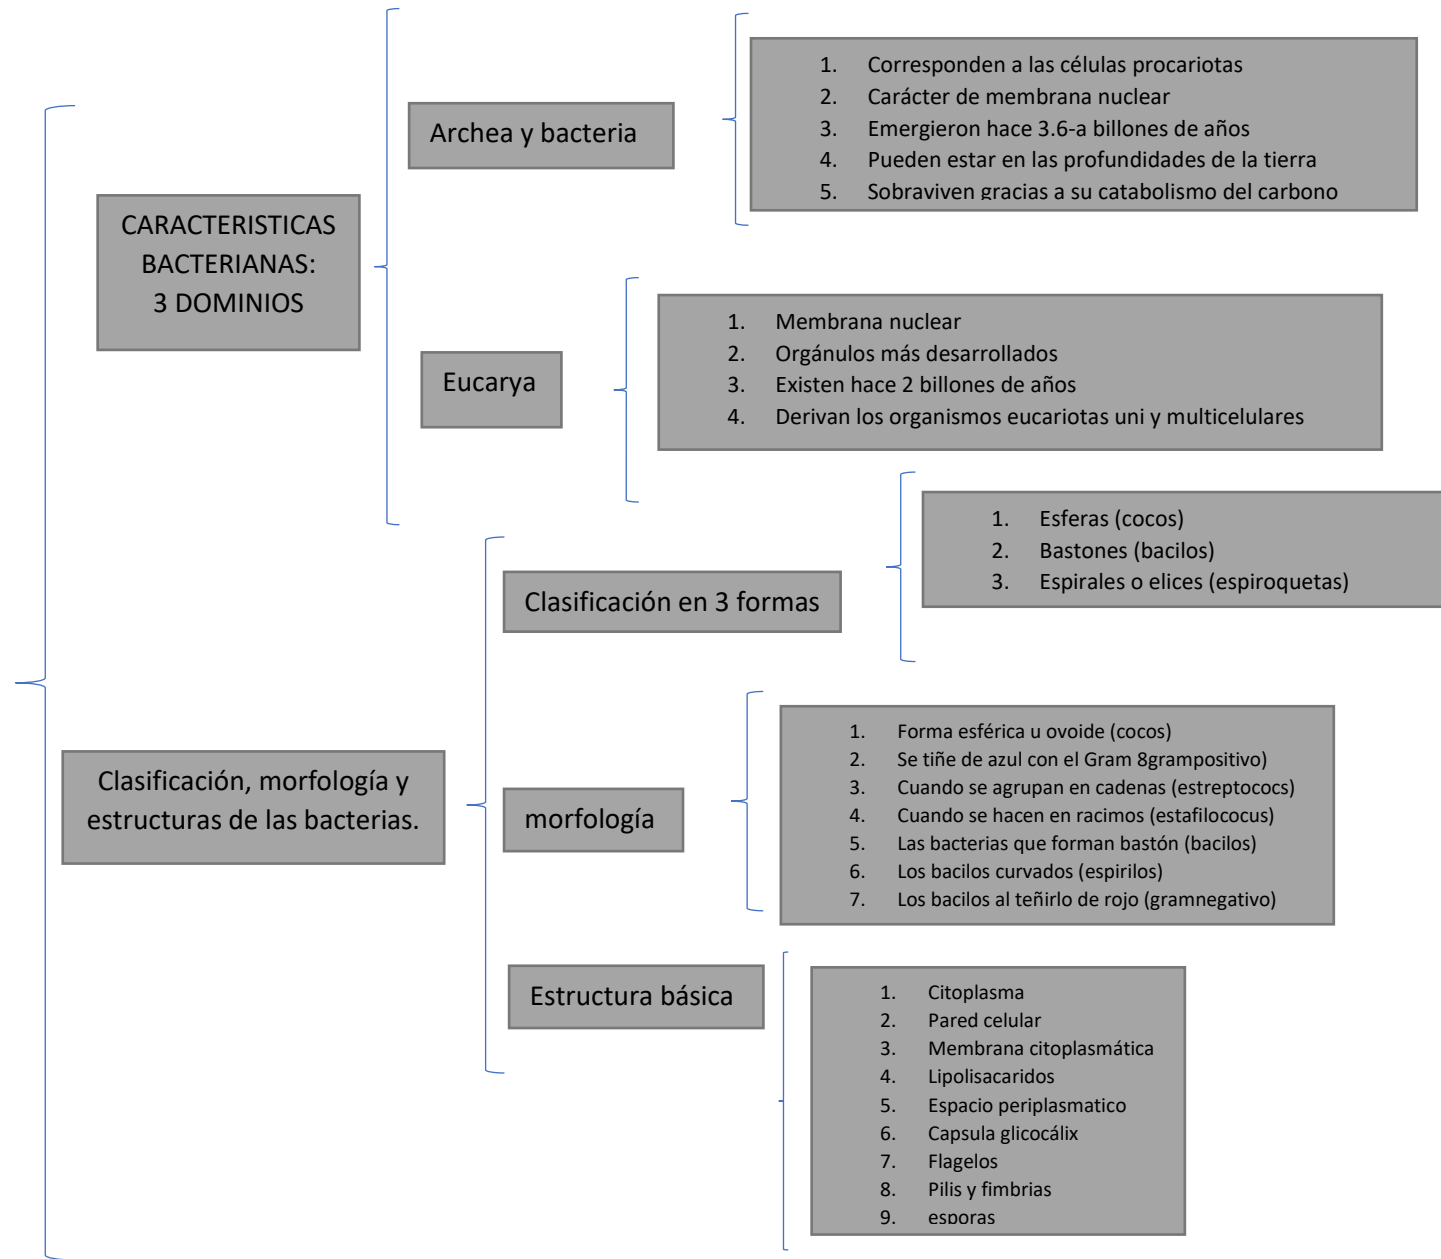 CARACTERISTICAS
BACTERIANAS:
3 DOMINIOS
Archea y bacteria
1. Corresponden a las células procariotas
2. Carácter de membrana nuclear
3. Emergieron hace 3.6-a billones de años
4. Pueden estar en las profundidades de la tierra
5. Sobraviven gracias a su catabolismo del carbono
Eucarya
1. Membrana nuclear
2. Orgánulos más desarrollados
3. Existen hace 2 billones de años
4. Derivan los organismos eucariotas uni y multicelulares
Clasificación, morfología y
estructuras de las bacterias.
Clasificación en 3 formas
1. Esferas (cocos)
2. Bastones (bacilos)
3. Espirales o elices (espiroquetas)
morfología
1. Forma esférica u ovoide (cocos)
2. Se tiñe de azul con el Gram 8grampositivo)
3. Cuando se agrupan en cadenas (estreptococs)
4. Cuando se hacen en racimos (estafilococus)
5. Las bacterias que forman bastón (bacilos)
6. Los bacilos curvados (espirilos)
7. Los bacilos al teñirlo de rojo (gramnegativo)
Estructura básica
1. Citoplasma
2. Pared celular
3. Membrana citoplasmática
4. Lipolisacaridos
5. Espacio periplasmatico
6. Capsula glicocálix
7. Flagelos
8. Pilis y fimbrias
9. esporas